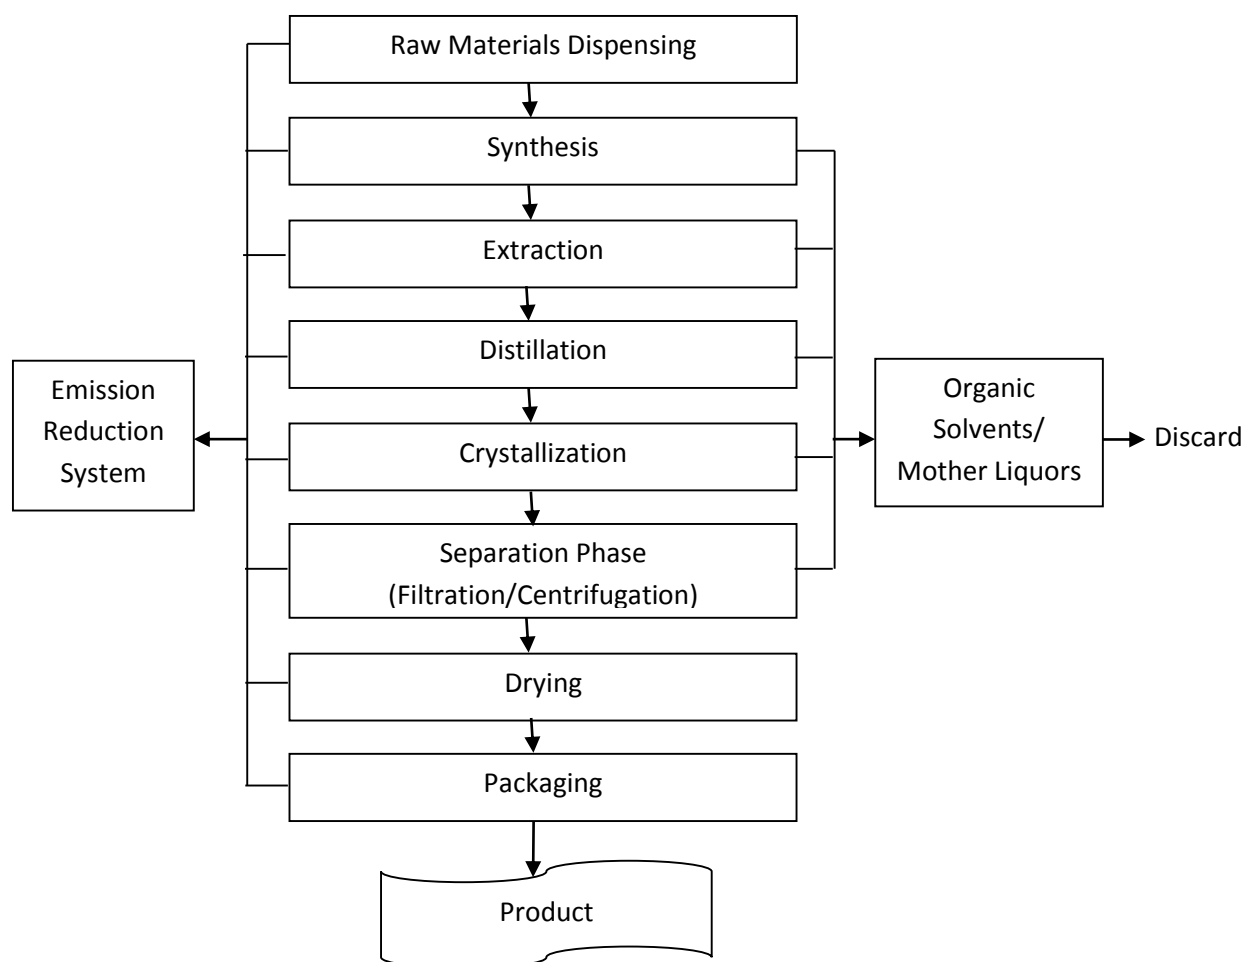 Raw Materials Dispensing
Synthesis
Extraction
Distillation
Emission
Reduction
System
Organic
Solvents/
Mother Liquors
Discard
Crystallization
Separation Phase
(Filtration/Centrifugation)
Drying
Packaging
Product